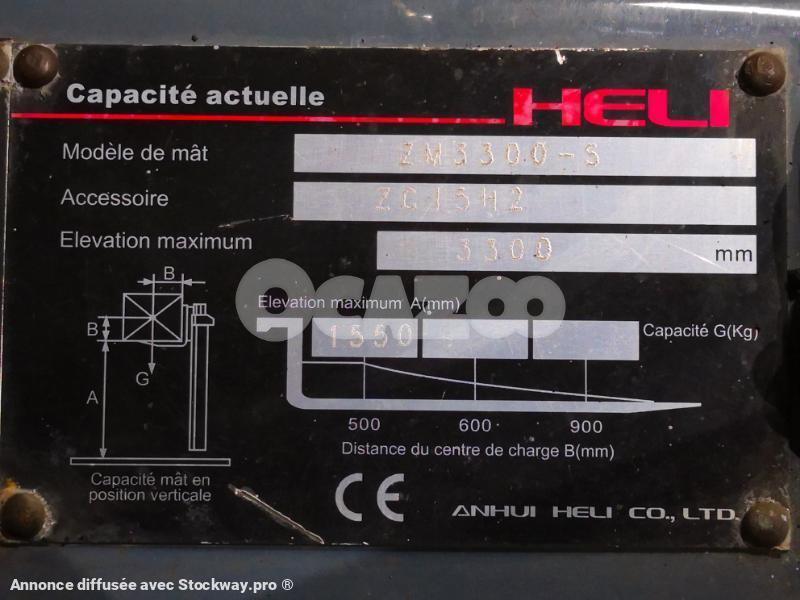 Capacité actuelle
HELI
Modèle de mât ZM3300-S
Accessoire ZC15H2
Elevation maximum 3300 mm
OCAZOO
B
B
A
G
Elevation maximum A(mm)
1550 Capacité G(Kg)
500 600 900
Distance du centre de charge B(mm)
Capacité mât en
position verticale
CE
ANHUI HELI CO., LTD.
Annonce diffusée avec Stockway.pro ®